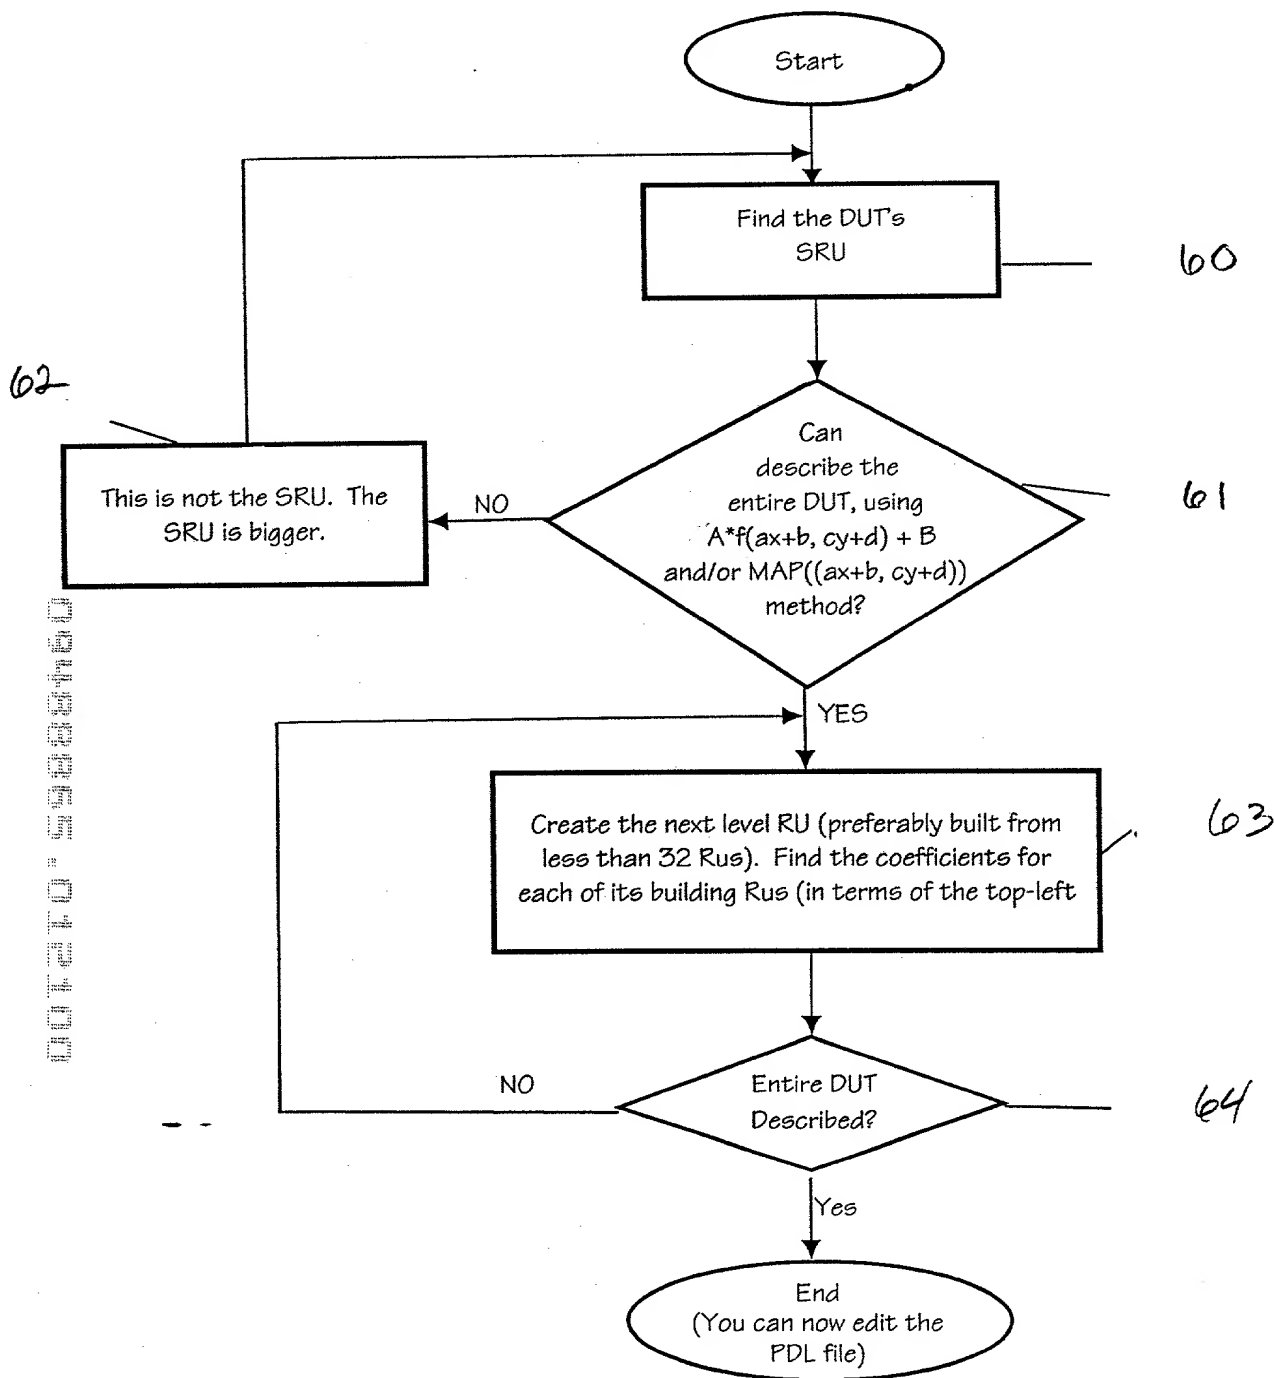 Start
Find the DUT's
SRU
60
62
Can
describe the
entire DUT, using
A*f(ax+b, cy+d) + B
and/or MAP((ax+b, cy+d))
method?
61
NO
This is not the SRU. The
SRU is bigger.
YES
Create the next level RU (preferably built from
less than 32 Rus). Find the coefficients for
each of its building Rus (in terms of the top-left
63
NO
Entire DUT
Described?
64
Yes
End
(You can now edit the
PDL file)